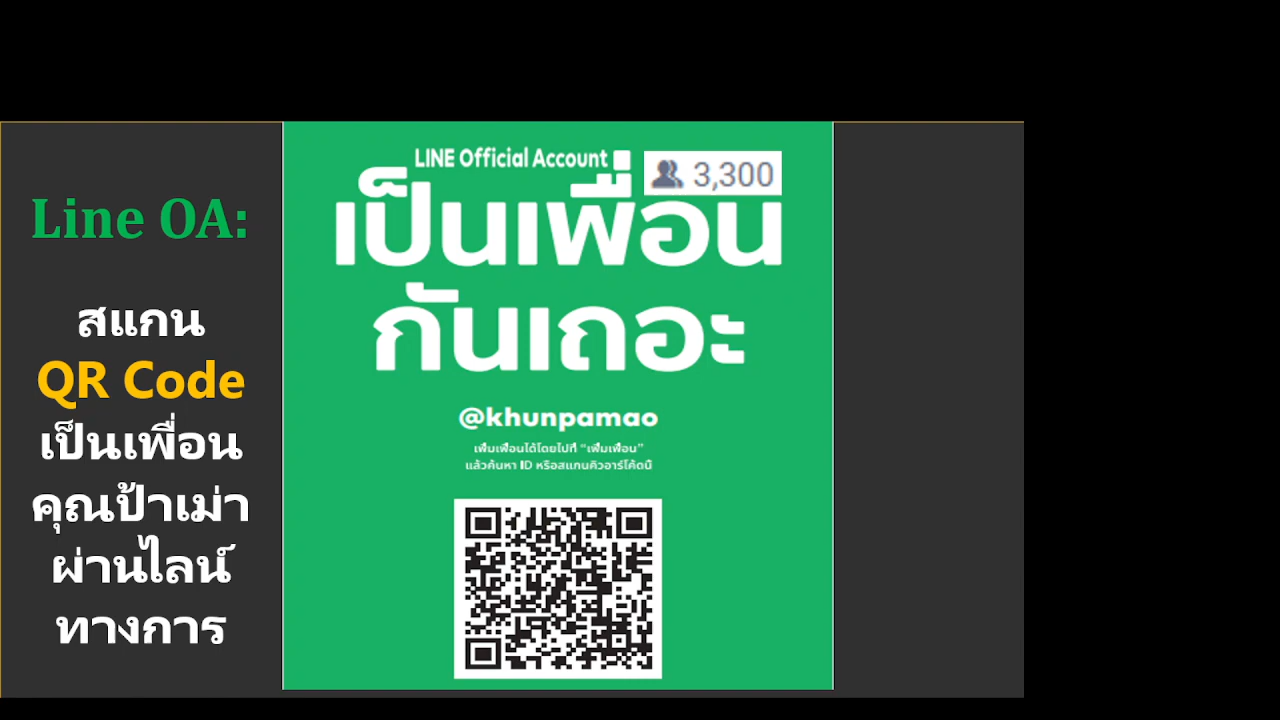 Line OA:
สแกน
QR Code
เป็นเพื่อน
คุณป้าเม่า
ผ่านไลน์
ทางการ
LINE Official Account
3,300
เป็นเพื่อน
กันเถอะ
@khunpamao
เพิ่มเพื่อนได้โดยไปที่ “เพิ่มเพื่อน”
แล้วค้นหา ID หรือสแกนคิวอาร์โค้ดนี้